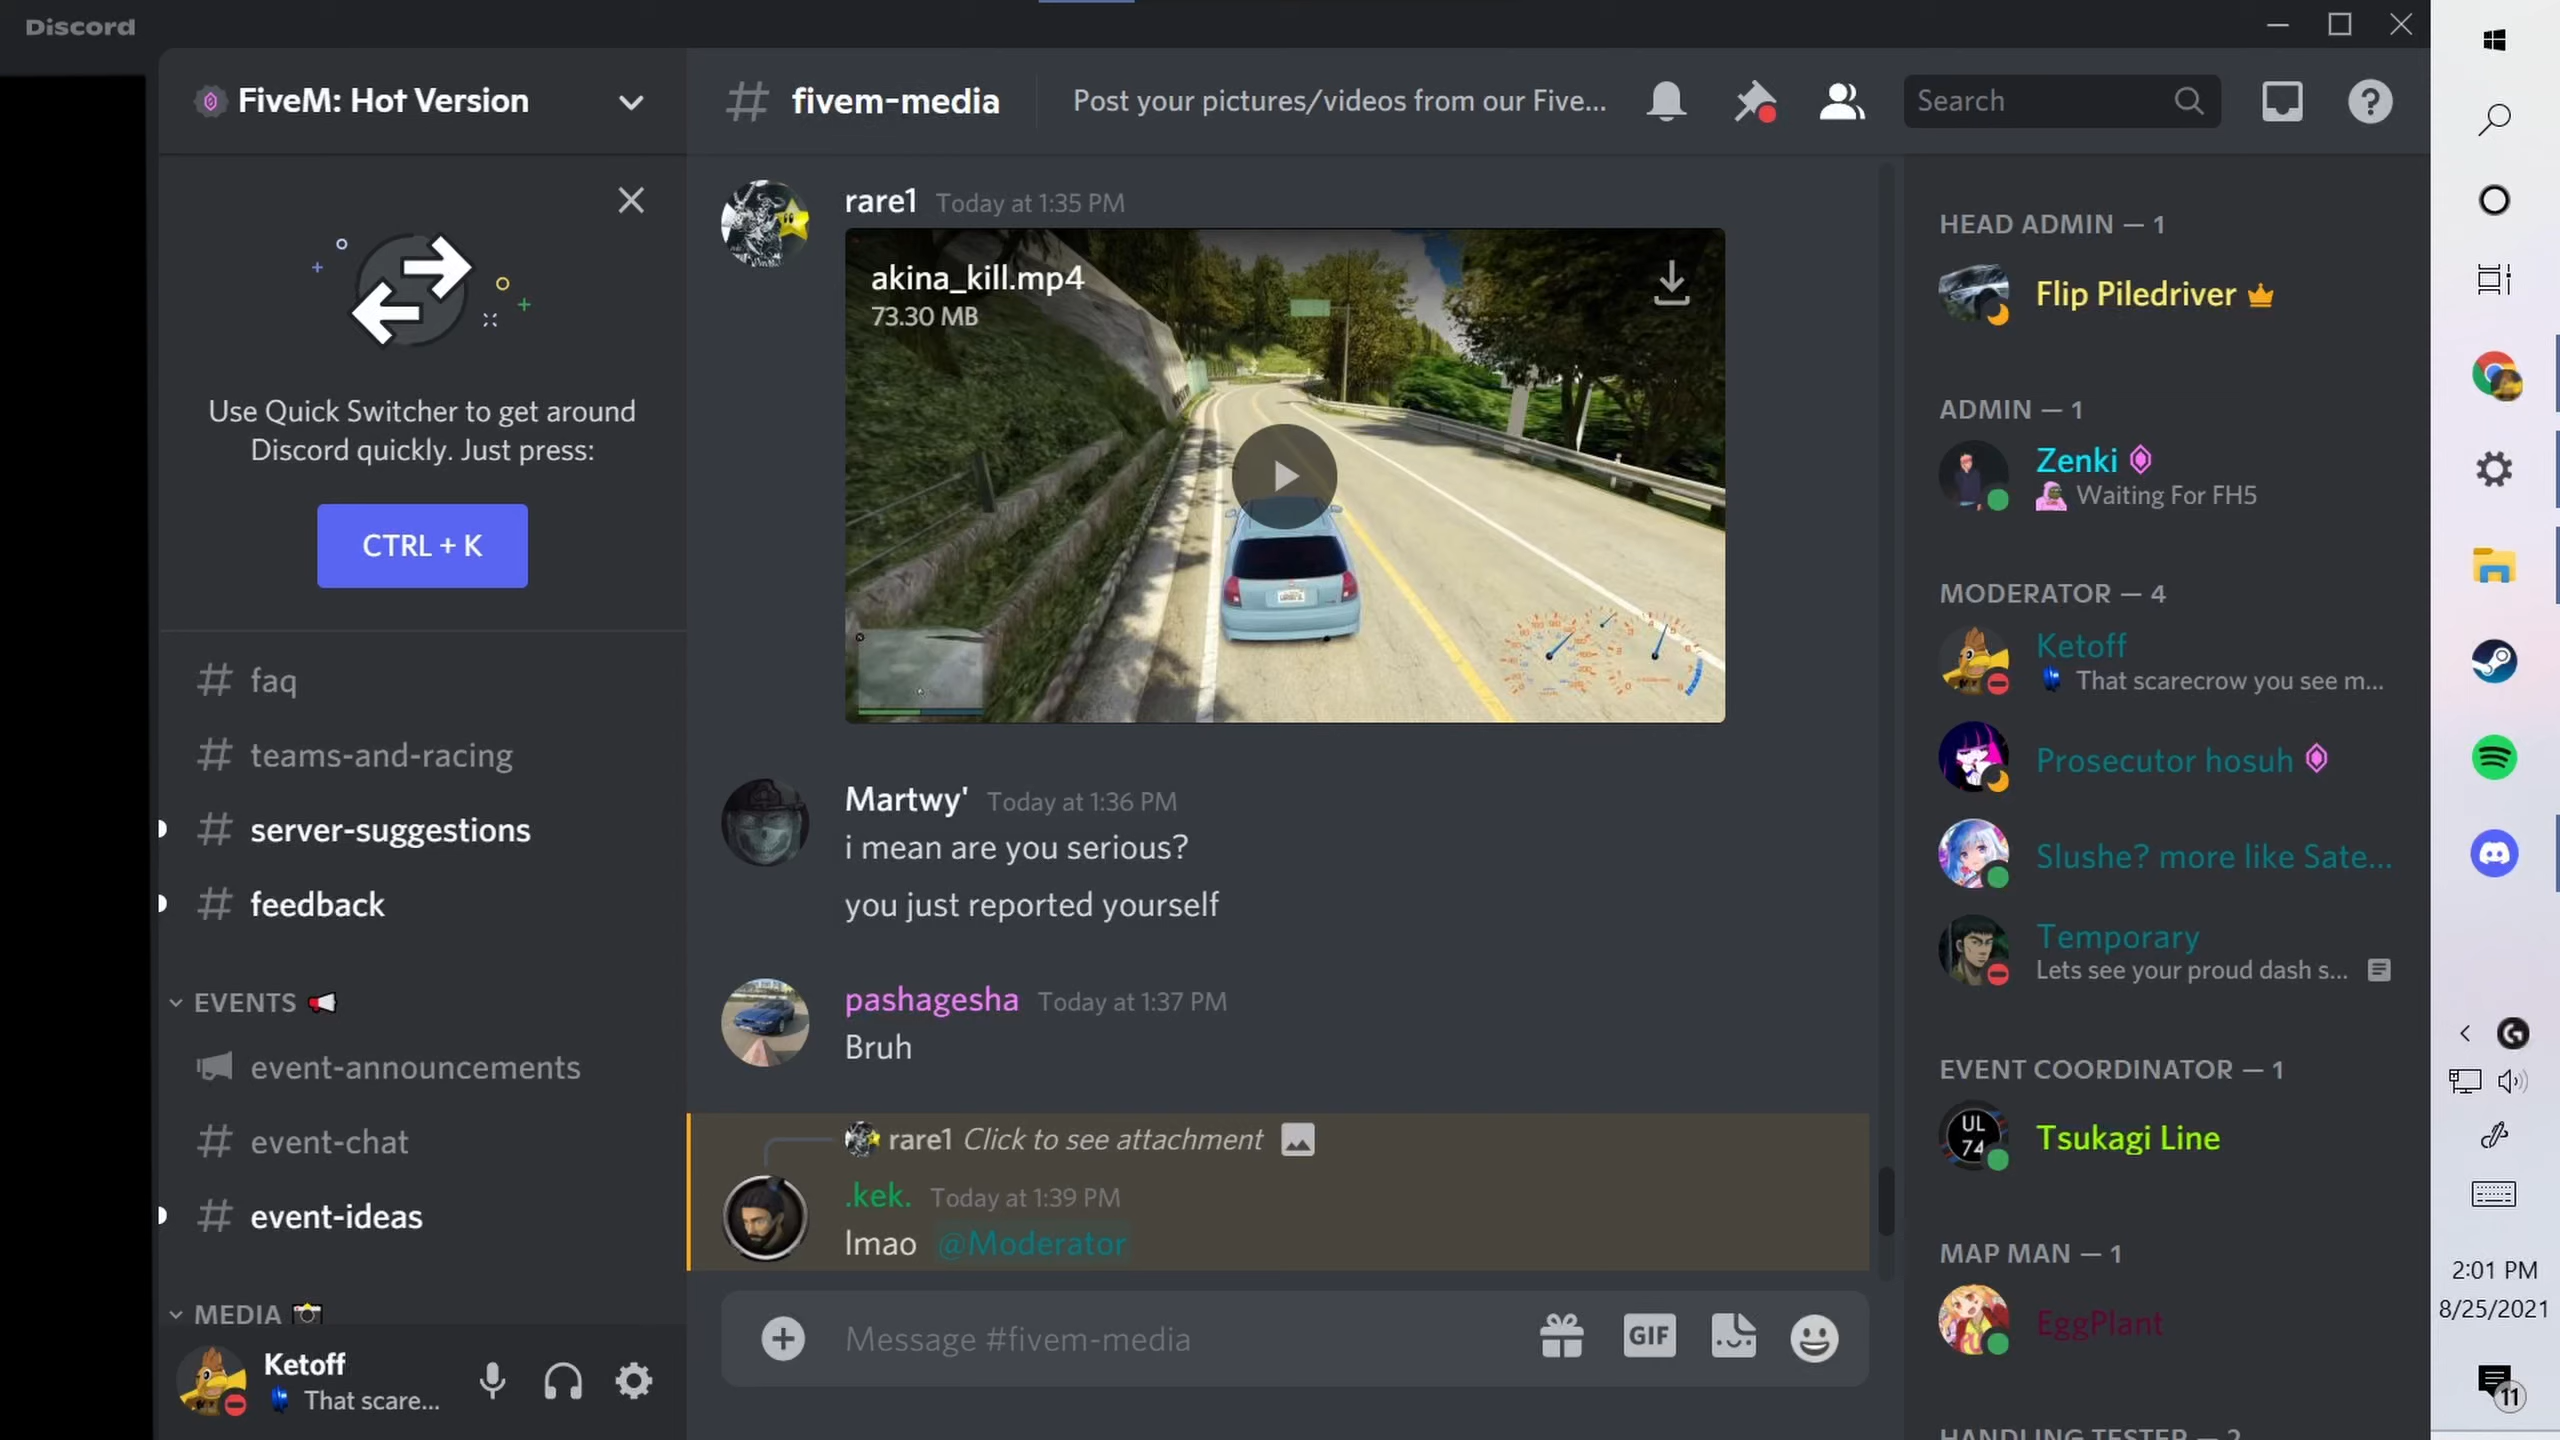 Discord
FiveM: Hot Version
Use Quick Switcher to get around
Discord quickly. Just press:
CTRL + K
faq
teams-and-racing
server-suggestions
feedback
EVENTS
event-announcements
event-chat
event-ideas
MEDIA
Ketoff
That scare...
fivem-media
Post your pictures/videos from our Five...
Search
rare1 Today at 1:35 PM
akina_kill.mp4
73.30 MB
Martwy' Today at 1:36 PM
i mean are you serious?
you just reported yourself
pashagesha Today at 1:37 PM
Bruh
rare1 Click to see attachment
.kek. Today at 1:39 PM
lmao @Moderator
Message #fivem-media
GIF
HEAD ADMIN — 1
Flip Piledriver
ADMIN — 1
Zenki
Waiting For FH5
MODERATOR — 4
Ketoff
That scarecrow you see m...
Prosecutor hosuh
Slushe? more like Sate...
Temporary
Lets see your proud dash s...
EVENT COORDINATOR — 1
UL
74
Tsukagi Line
MAP MAN — 1
EggPlant
HANDLING TESTER — 2
2:01 PM
8/25/2021
11